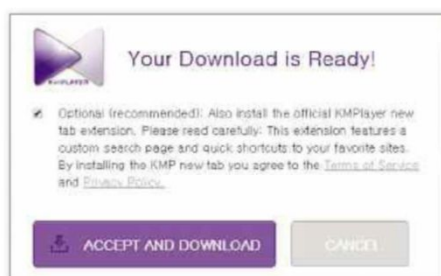 KMPLAYER
Your Download is Ready!
Optional (recommended): Also install the official KMPlayer new
tab extension. Please read carefully: This extension features a
custom search page and quick shortcuts to your favorite sites.
By installing the KMP new tab you agree to the Terms of Service
and Privacy Policy.
ACCEPT AND DOWNLOAD
CANCEL